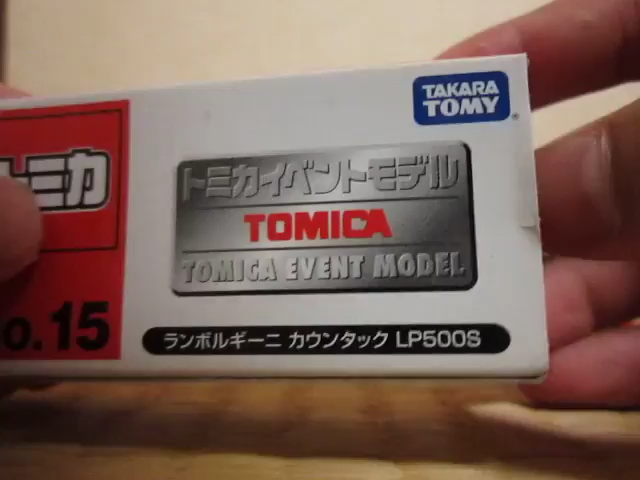 TAKARA
TOMY
トミカイベントモデル
TOMICA
TOMICA EVENT MODEL
ランボルギーニ カウンタック LP500S
トミカ
o.15